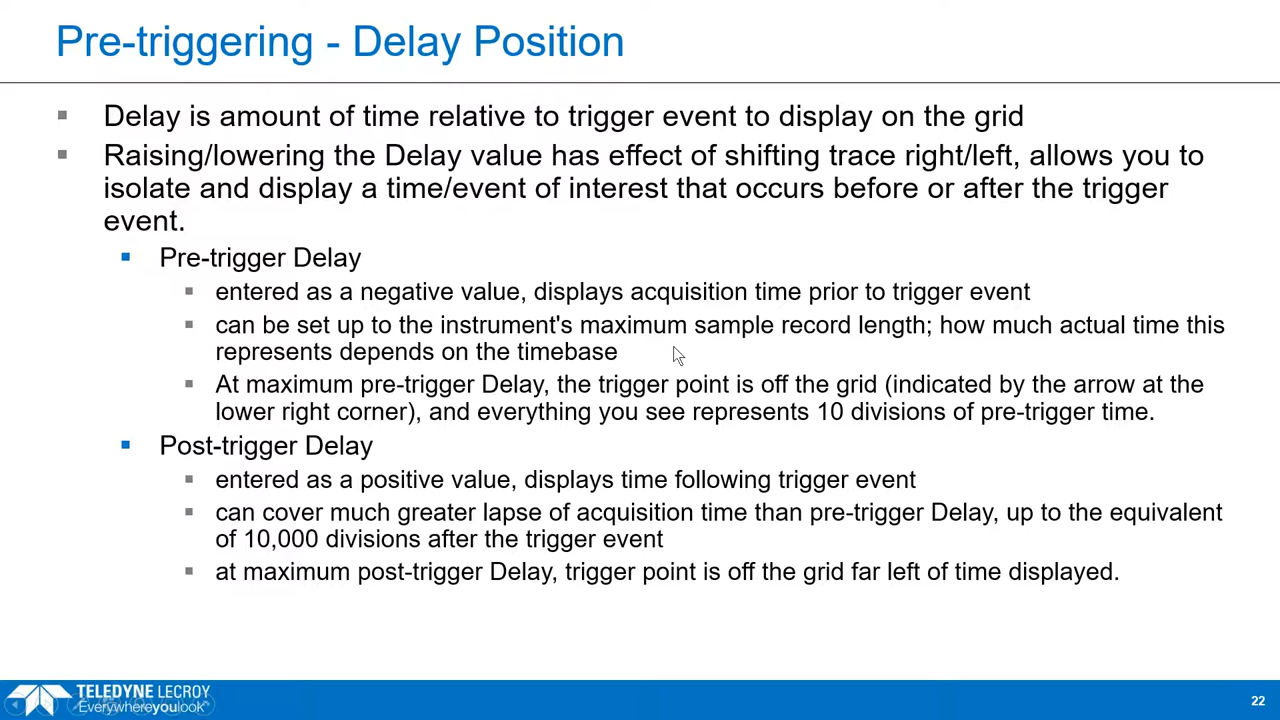 Pre-triggering - Delay Position
Delay is amount of time relative to trigger event to display on the grid
Raising/lowering the Delay value has effect of shifting trace right/left, allows you to
isolate and display a time/event of interest that occurs before or after the trigger
event.
Pre-trigger Delay
entered as a negative value, displays acquisition time prior to trigger event
can be set up to the instrument's maximum sample record length; how much actual time this
represents depends on the timebase
At maximum pre-trigger Delay, the trigger point is off the grid (indicated by the arrow at the
lower right corner), and everything you see represents 10 divisions of pre-trigger time.
Post-trigger Delay
entered as a positive value, displays time following trigger event
can cover much greater lapse of acquisition time than pre-trigger Delay, up to the equivalent
of 10,000 divisions after the trigger event
at maximum post-trigger Delay, trigger point is off the grid far left of time displayed.
TELEDYNE LECROY
Everywhereyoulook
22